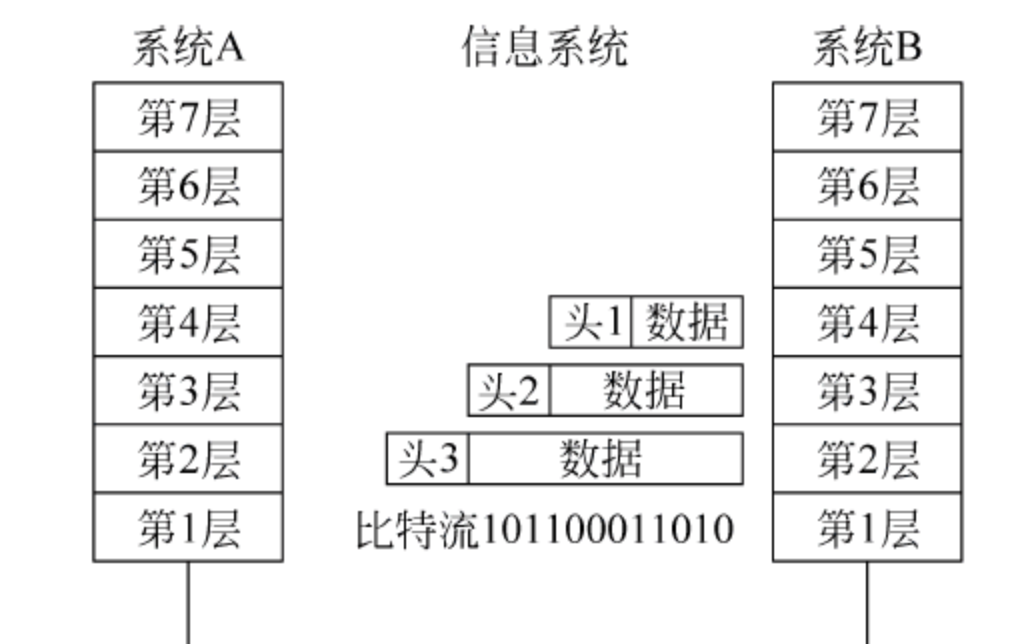 系统A 信息系统 系统B
第7层 第7层
第6层 第6层
第5层 第5层
第4层 头1 数据 第4层
第3层 头2 数据 第3层
第2层 头3 数据 第2层
第1层 比特流101100011010 第1层